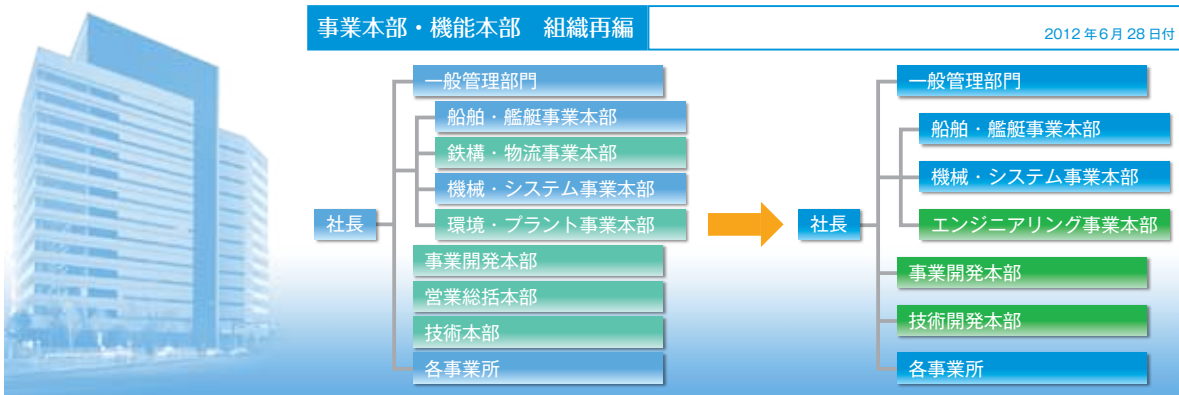 事業本部・機能本部　組織再編
2012年6月28日付
社長
一般管理部門
船舶・艦艇事業本部
鉄構・物流事業本部
機械・システム事業本部
環境・プラント事業本部
事業開発本部
営業総括本部
技術本部
各事業所
社長
一般管理部門
船舶・艦艇事業本部
機械・システム事業本部
エンジニアリング事業本部
事業開発本部
技術開発本部
各事業所